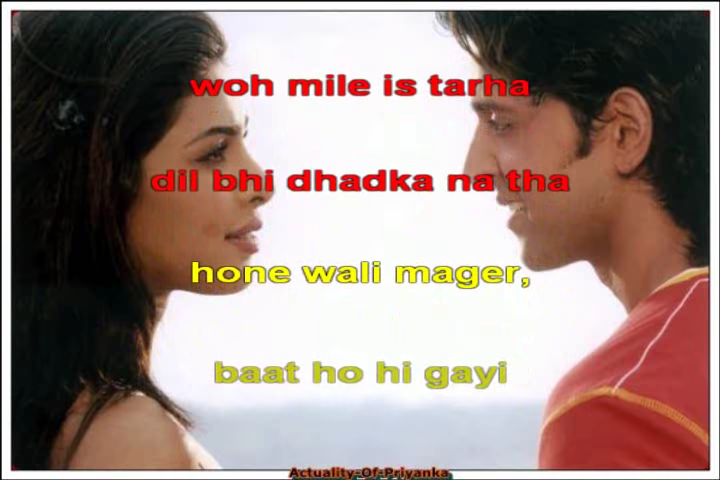 woh mile is tarha
dil bhi dhadka na tha
hone wali mager,
baat ho hi gayi
Actuality-Of-Priyanka